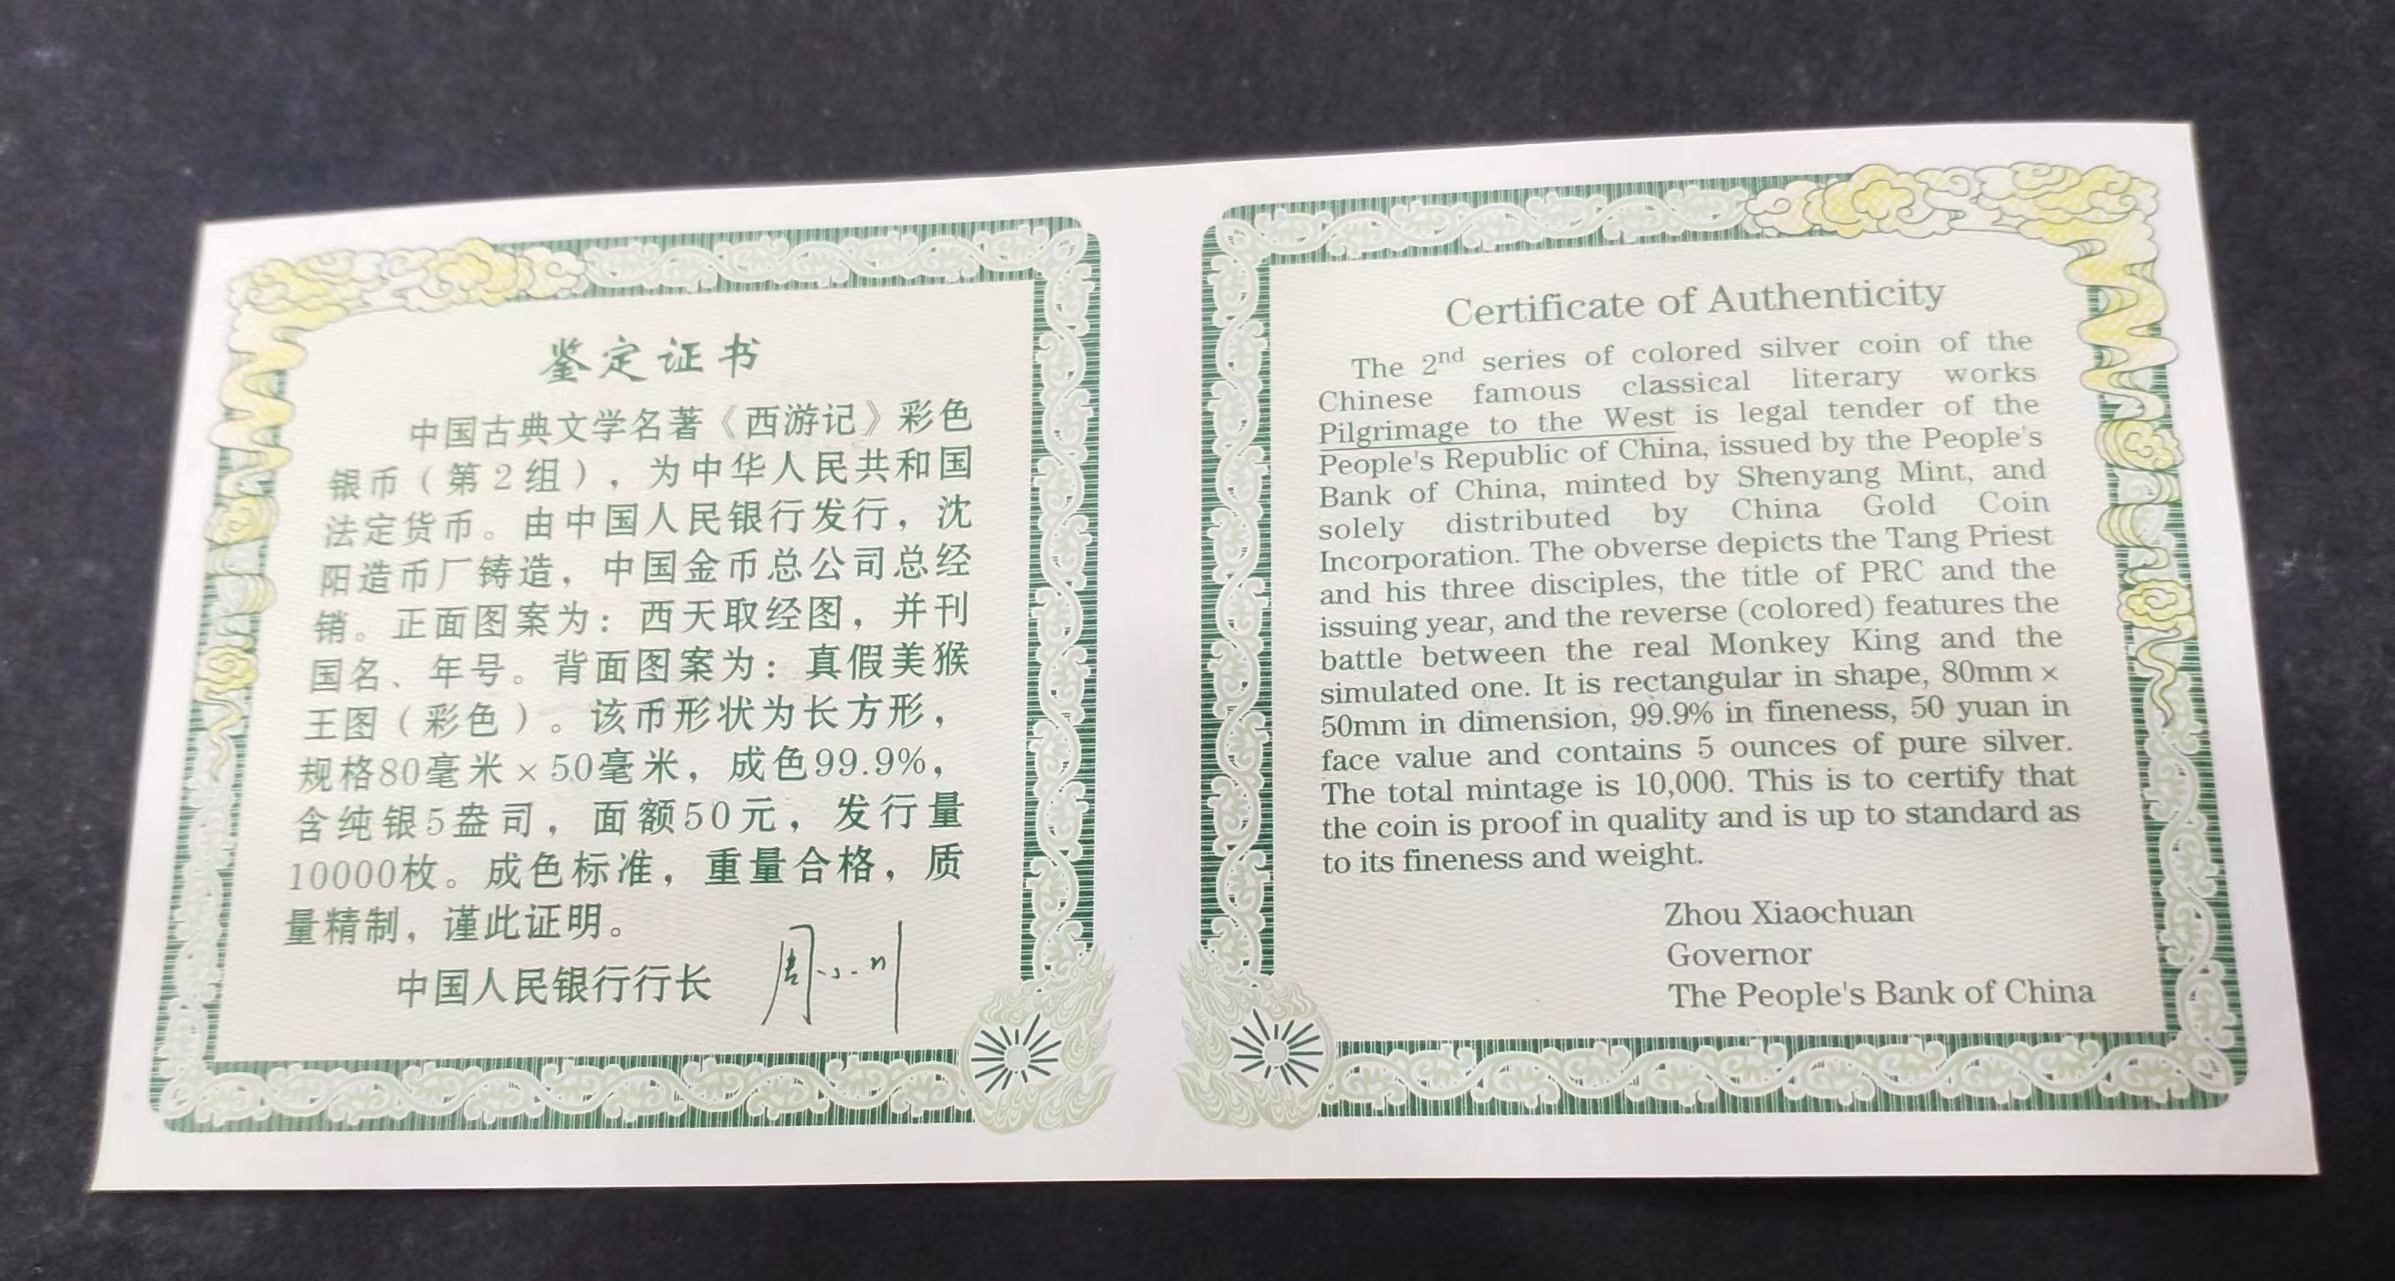 鉴定证书
中国古典文学名著《西游记》彩色
银币（第2组），为中华人民共和国
法定货币。由中国人民银行发行，沈
阳造币厂铸造，中国金币总公司总经
销。正面图案为：西天取经图，并刊
国名、年号。背面图案为：真假美猴
王图（彩色）。该币形状为长方形，
规格80毫米×50毫米，成色99.9%，
含纯银5盎司，面额50元，发行量
10000枚。成色标准，重量合格，质
量精制，谨此证明。
中国人民银行行长 周小川
Certificate of Authenticity
The 2nd series of colored silver coin of the
Chinese famous classical literary works
Pilgrimage to the West is legal tender of the
People's Republic of China, issued by the People's
Bank of China, minted by Shenyang Mint, and
solely distributed by China Gold Coin
Incorporation. The obverse depicts the Tang Priest
and his three disciples, the title of PRC and the
issuing year, and the reverse (colored) features the
battle between the real Monkey King and the
simulated one. It is rectangular in shape, 80mm ×
50mm in dimension, 99.9% in fineness, 50 yuan in
face value and contains 5 ounces of pure silver.
The total mintage is 10,000. This is to certify that
the coin is proof in quality and is up to standard as
to its fineness and weight.
Zhou Xiaochuan
Governor
The People's Bank of China